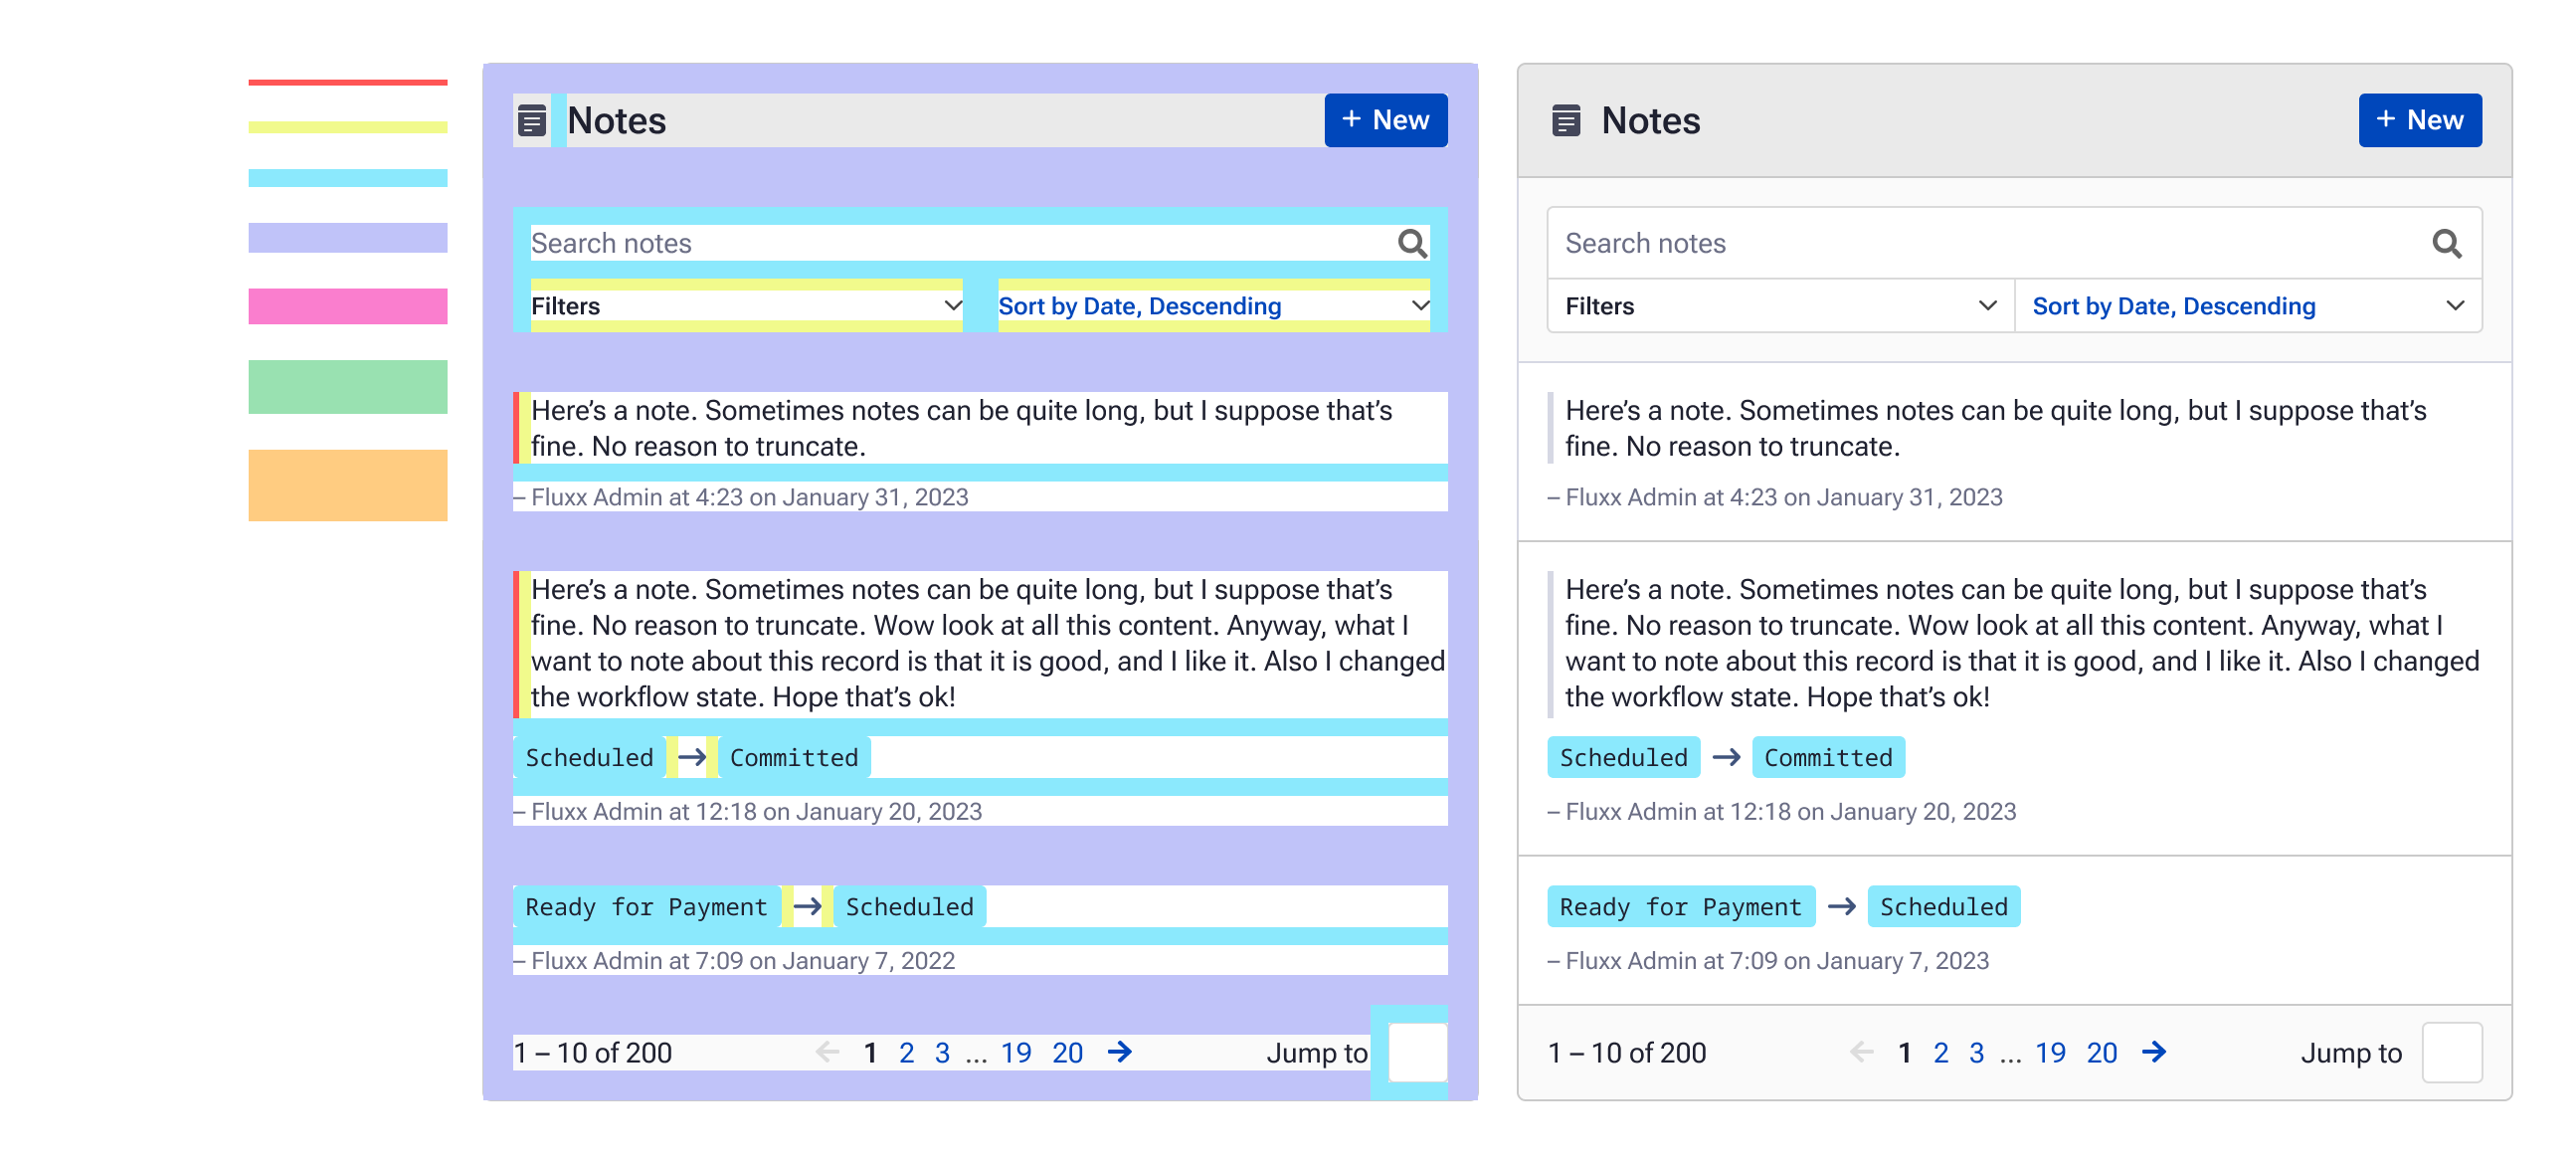 Notes
+ New
Search notes
Filters
Sort by Date, Descending
Here’s a note. Sometimes notes can be quite long, but I suppose that’s
fine. No reason to truncate.
– Fluxx Admin at 4:23 on January 31, 2023
Here’s a note. Sometimes notes can be quite long, but I suppose that’s
fine. No reason to truncate. Wow look at all this content. Anyway, what I
want to note about this record is that it is good, and I like it. Also I changed
the workflow state. Hope that’s ok!
Scheduled → Committed
– Fluxx Admin at 12:18 on January 20, 2023
Ready for Payment → Scheduled
– Fluxx Admin at 7:09 on January 7, 2022
1 – 10 of 200 ← 1 2 3 ... 19 20 → Jump to
Notes
+ New
Search notes
Filters
Sort by Date, Descending
Here’s a note. Sometimes notes can be quite long, but I suppose that’s
fine. No reason to truncate.
– Fluxx Admin at 4:23 on January 31, 2023
Here’s a note. Sometimes notes can be quite long, but I suppose that’s
fine. No reason to truncate. Wow look at all this content. Anyway, what I
want to note about this record is that it is good, and I like it. Also I changed
the workflow state. Hope that’s ok!
Scheduled → Committed
– Fluxx Admin at 12:18 on January 20, 2023
Ready for Payment → Scheduled
– Fluxx Admin at 7:09 on January 7, 2023
1 – 10 of 200 ← 1 2 3 ... 19 20 → Jump to